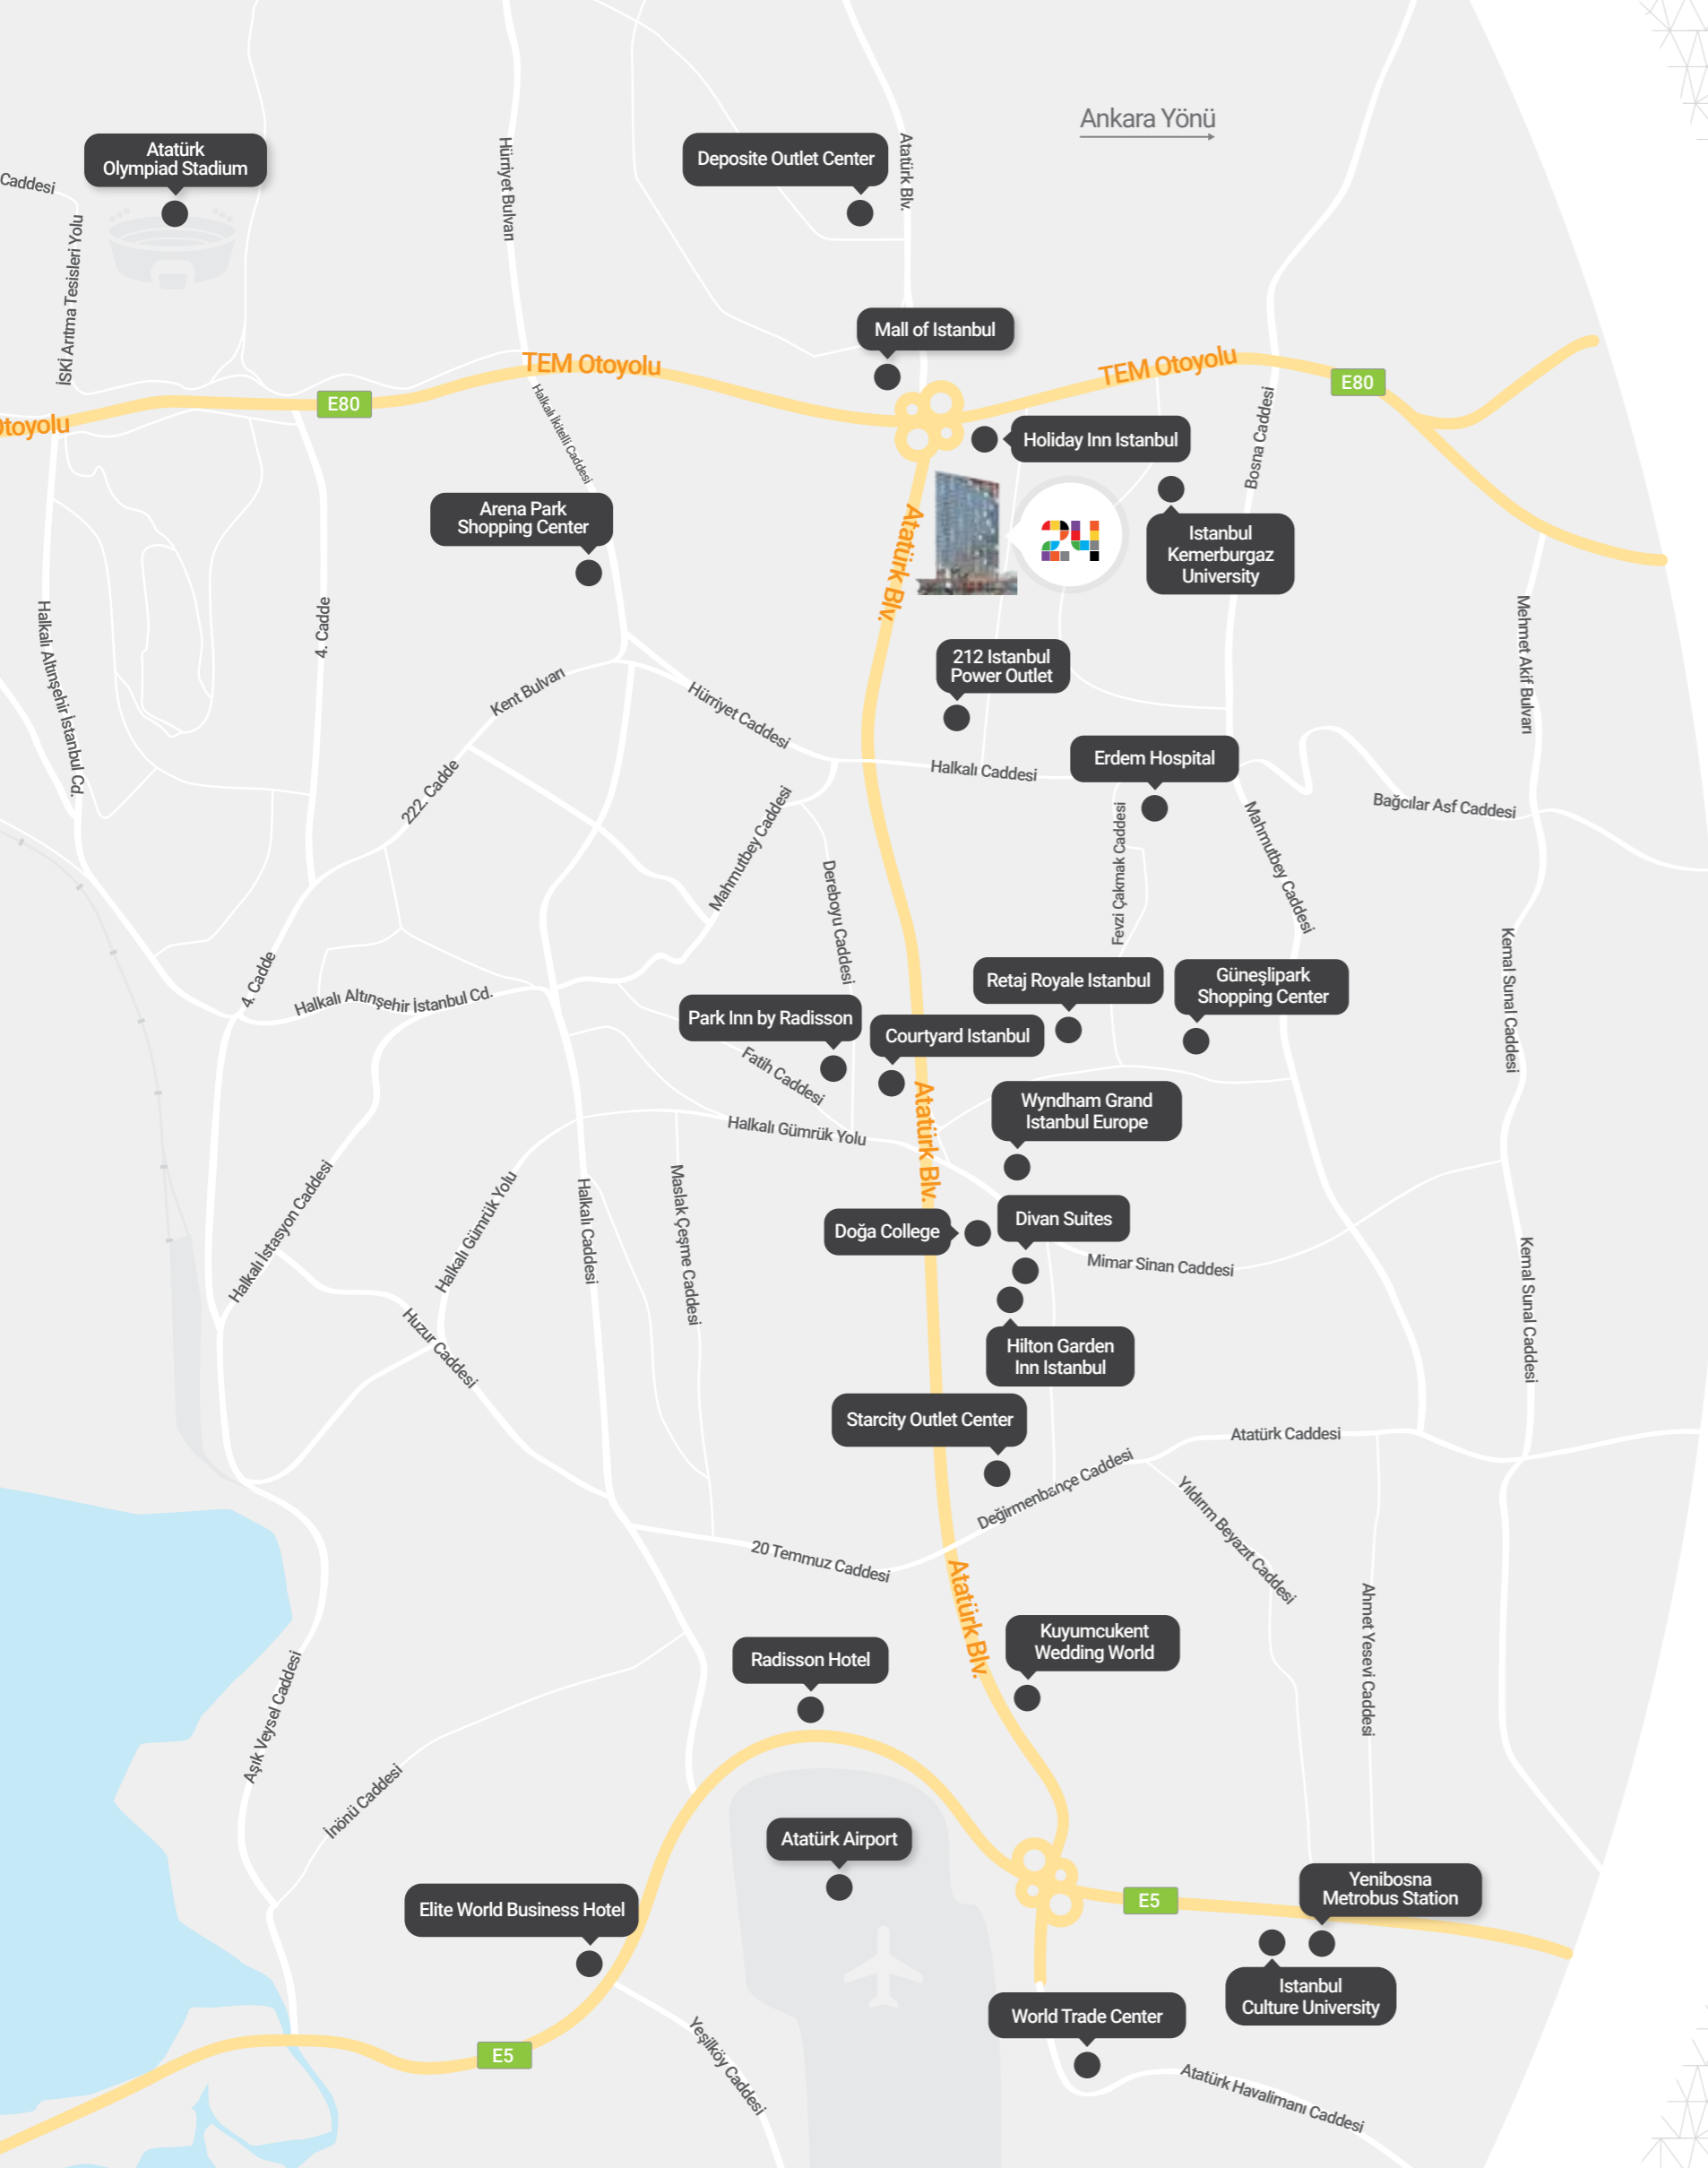 Ankara Yönü
Atatürk
Olympiad Stadium
Deposite Outlet Center
Atatürk Blv.
Hürriyet Bulvarı
Caddesi
İSKİ Arıtma Tesisleri Yolu
Mall of Istanbul
TEM Otoyolu
TEM Otoyolu
E80
E80
Otoyolu
Halkalı İkitelli Caddesi
Bosna Caddesi
Holiday Inn Istanbul
Arena Park
Shopping Center
24
Istanbul
Kemerburgaz
University
Atatürk Blv.
Halkalı Altınşehir İstanbul Cd.
4. Cadde
Mehmet Akif Bulvarı
212 Istanbul
Power Outlet
Kent Bulvarı
Hürriyet Caddesi
Erdem Hospital
Halkalı Caddesi
222. Cadde
Mahmutbey Caddesi
Bağcılar Asf Caddesi
Fevzi Çakmak Caddesi
Mahmutbey Caddesi
Dereboyu Caddesi
Kemal Sunal Caddesi
4. Cadde
Halkalı Altınşehir İstanbul Cd.
Retaj Royale Istanbul
Güneşlipark
Shopping Center
Park Inn by Radisson
Courtyard Istanbul
Fatih Caddesi
Wyndham Grand
Istanbul Europe
Halkalı Gümrük Yolu
Atatürk Blv.
Halkalı İstasyon Caddesi
Halkalı Gümrük Yolu
Halkalı Caddesi
Maslak Çeşme Caddesi
Doğa College
Divan Suites
Mimar Sinan Caddesi
Kemal Sunal Caddesi
Huzur Caddesi
Hilton Garden
Inn Istanbul
Starcity Outlet Center
Atatürk Caddesi
Değirmenbahçe Caddesi
Yıldırım Beyazıt Caddesi
20 Temmuz Caddesi
Atatürk Blv.
Ahmet Yesevi Caddesi
Kuyumcukent
Wedding World
Radisson Hotel
Aşık Veysel Caddesi
İnönü Caddesi
Atatürk Airport
Yenibosna
Metrobus Station
E5
Elite World Business Hotel
Istanbul
Culture University
World Trade Center
E5
Yeşilköy Caddesi
Atatürk Havalimanı Caddesi